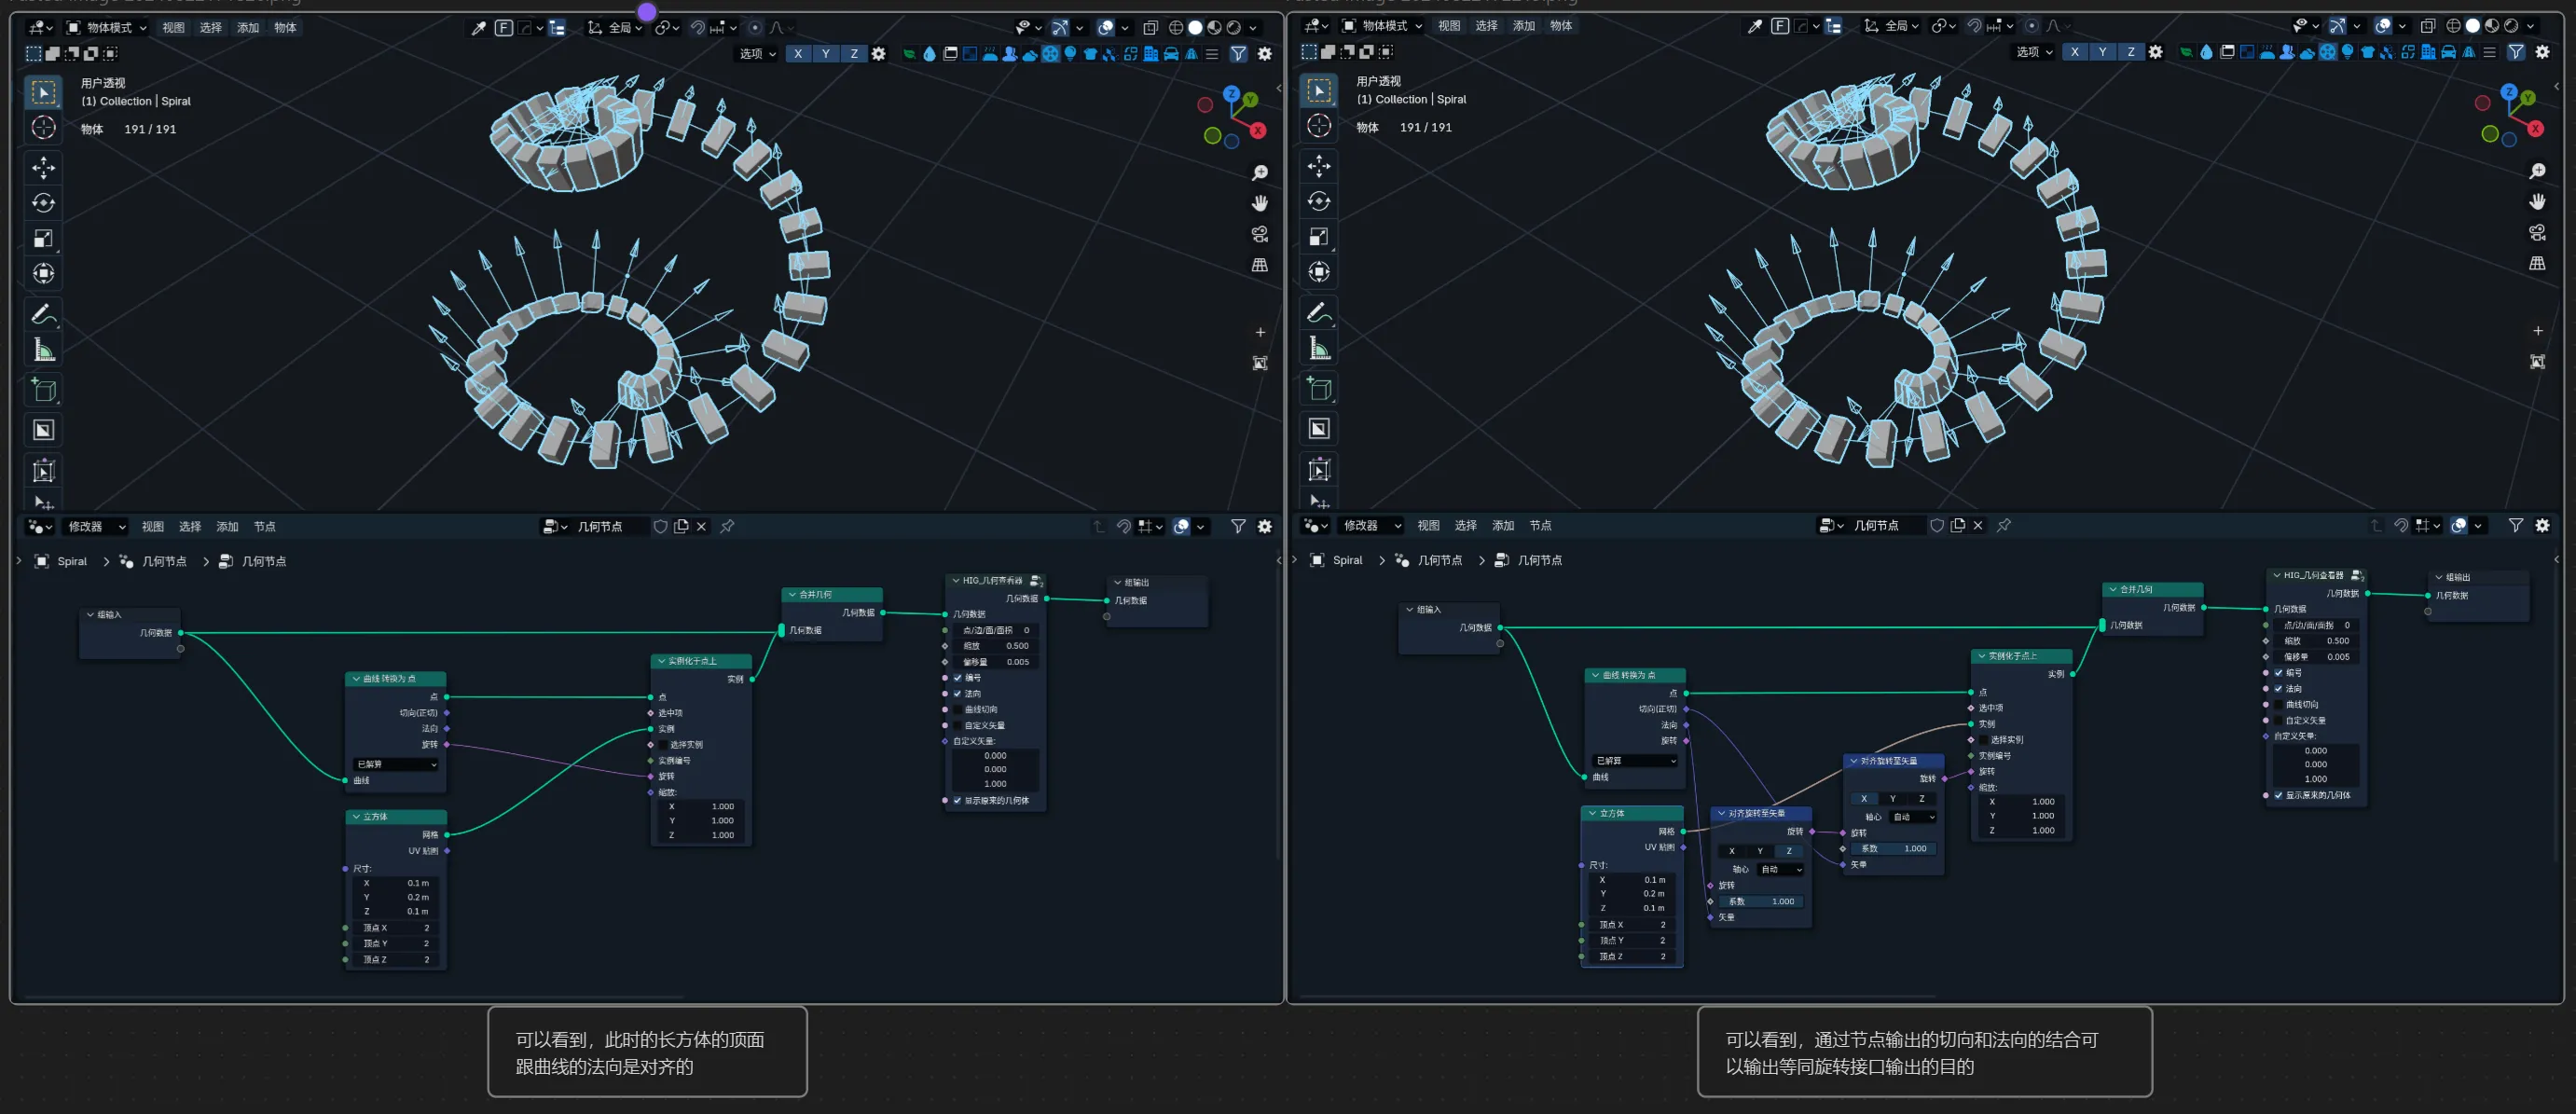 物体模式 视图 选择 添加 物体
全局
选项 X Y Z
用户透视
(1) Collection | Spiral
物体 191 / 191
修改器 视图 选择 添加 节点
几何节点
Spiral > 几何节点 > 几何节点
组输入
几何数据
曲线 转换为 点
点
切向(正切)
法向
旋转
已解算
曲线
立方体
网格
UV 贴图
尺寸:
X 0.1 m
Y 0.2 m
Z 0.1 m
顶点 X 2
顶点 Y 2
顶点 Z 2
实例化于点上
实例
点
选中项
实例
选择实例
实例编号
旋转
缩放:
X 1.000
Y 1.000
Z 1.000
合并几何
几何数据
几何数据
HIG_几何查看器
几何数据
几何数据
点/边/面/面拐 0
缩放 0.500
偏移量 0.005
编号
法向
曲线切向
自定义矢量
自定义矢量:
0.000
0.000
1.000
显示原来的几何体
组输出
几何数据
可以看到，此时的长方体的顶面
跟曲线的法向是对齐的
物体模式 视图 选择 添加 物体
全局
选项 X Y Z
用户透视
(1) Collection | Spiral
物体 191 / 191
修改器 视图 选择 添加 节点
几何节点
Spiral > 几何节点 > 几何节点
组输入
几何数据
曲线 转换为 点
点
切向(正切)
法向
旋转
已解算
曲线
立方体
网格
UV 贴图
尺寸:
X 0.1 m
Y 0.2 m
Z 0.1 m
顶点 X 2
顶点 Y 2
顶点 Z 2
对齐旋转至矢量
旋转
X Y Z
轴心 自动
旋转
系数 1.000
矢量
对齐旋转至矢量
旋转
X Y Z
轴心 自动
旋转
系数 1.000
矢量
实例化于点上
实例
点
选中项
实例
选择实例
实例编号
旋转
缩放:
X 1.000
Y 1.000
Z 1.000
合并几何
几何数据
几何数据
HIG_几何查看器
几何数据
几何数据
点/边/面/面拐 0
缩放 0.500
偏移量 0.005
编号
法向
曲线切向
自定义矢量
自定义矢量:
0.000
0.000
1.000
显示原来的几何体
组输出
几何数据
可以看到，通过节点输出的切向和法向的结合可
以输出等同旋转接口输出的目的